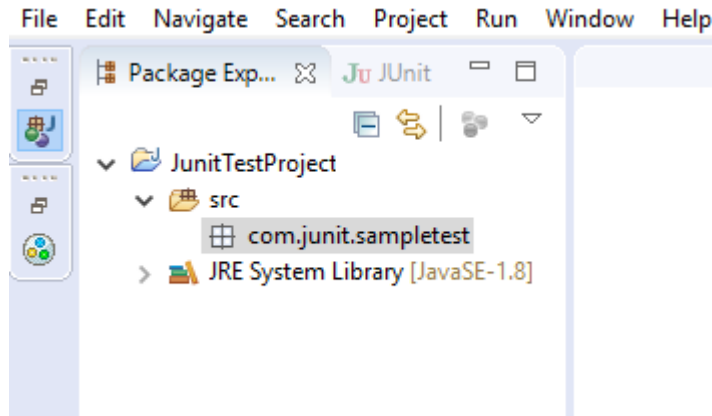 File Edit Navigate Search Project Run Window Help
Package Exp... JUnit
JunitTestProject
src
com.junit.sampletest
JRE System Library [JavaSE-1.8]